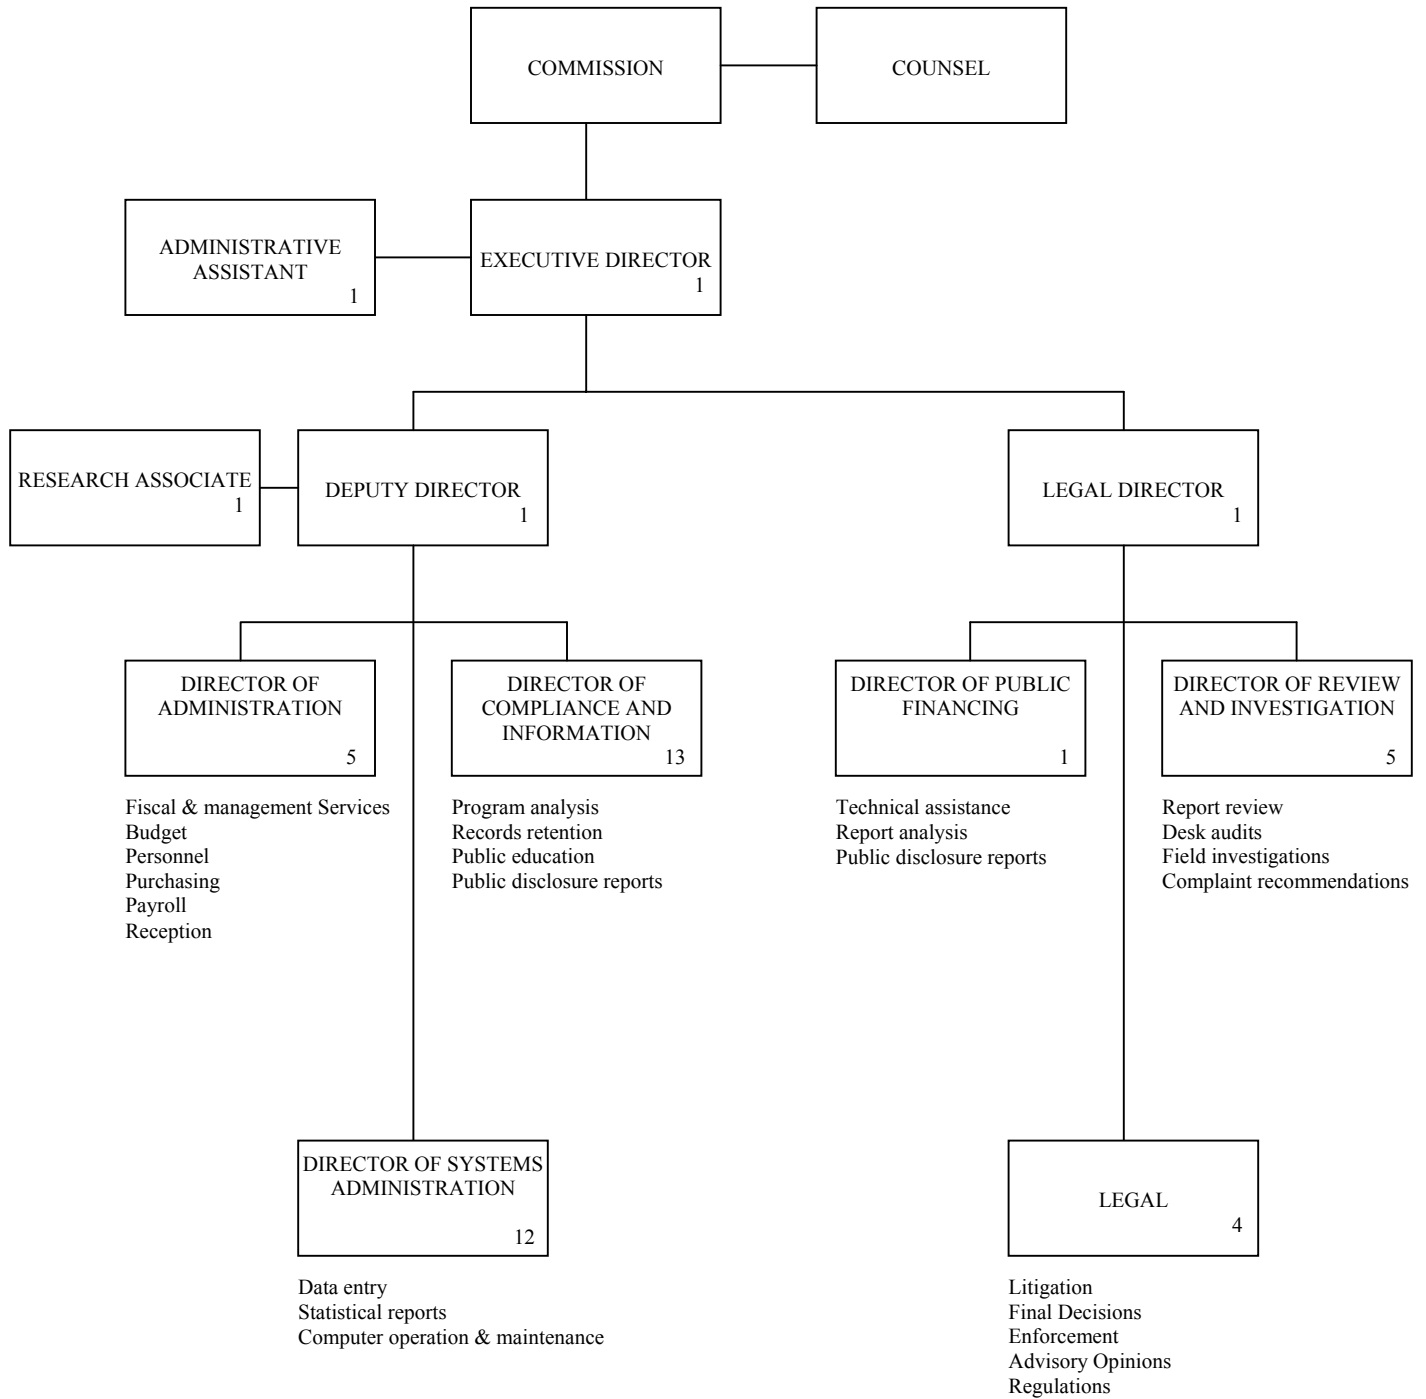 COMMISSION
COUNSEL
ADMINISTRATIVE
ASSISTANT
1
EXECUTIVE DIRECTOR
1
RESEARCH ASSOCIATE
1
DEPUTY DIRECTOR
1
LEGAL DIRECTOR
1
DIRECTOR OF
ADMINISTRATION
5
Fiscal & management Services
Budget
Personnel
Purchasing
Payroll
Reception
DIRECTOR OF
COMPLIANCE AND
INFORMATION
13
Program analysis
Records retention
Public education
Public disclosure reports
DIRECTOR OF PUBLIC
FINANCING
1
Technical assistance
Report analysis
Public disclosure reports
DIRECTOR OF REVIEW
AND INVESTIGATION
5
Report review
Desk audits
Field investigations
Complaint recommendations
DIRECTOR OF SYSTEMS
ADMINISTRATION
12
Data entry
Statistical reports
Computer operation & maintenance
LEGAL
4
Litigation
Final Decisions
Enforcement
Advisory Opinions
Regulations